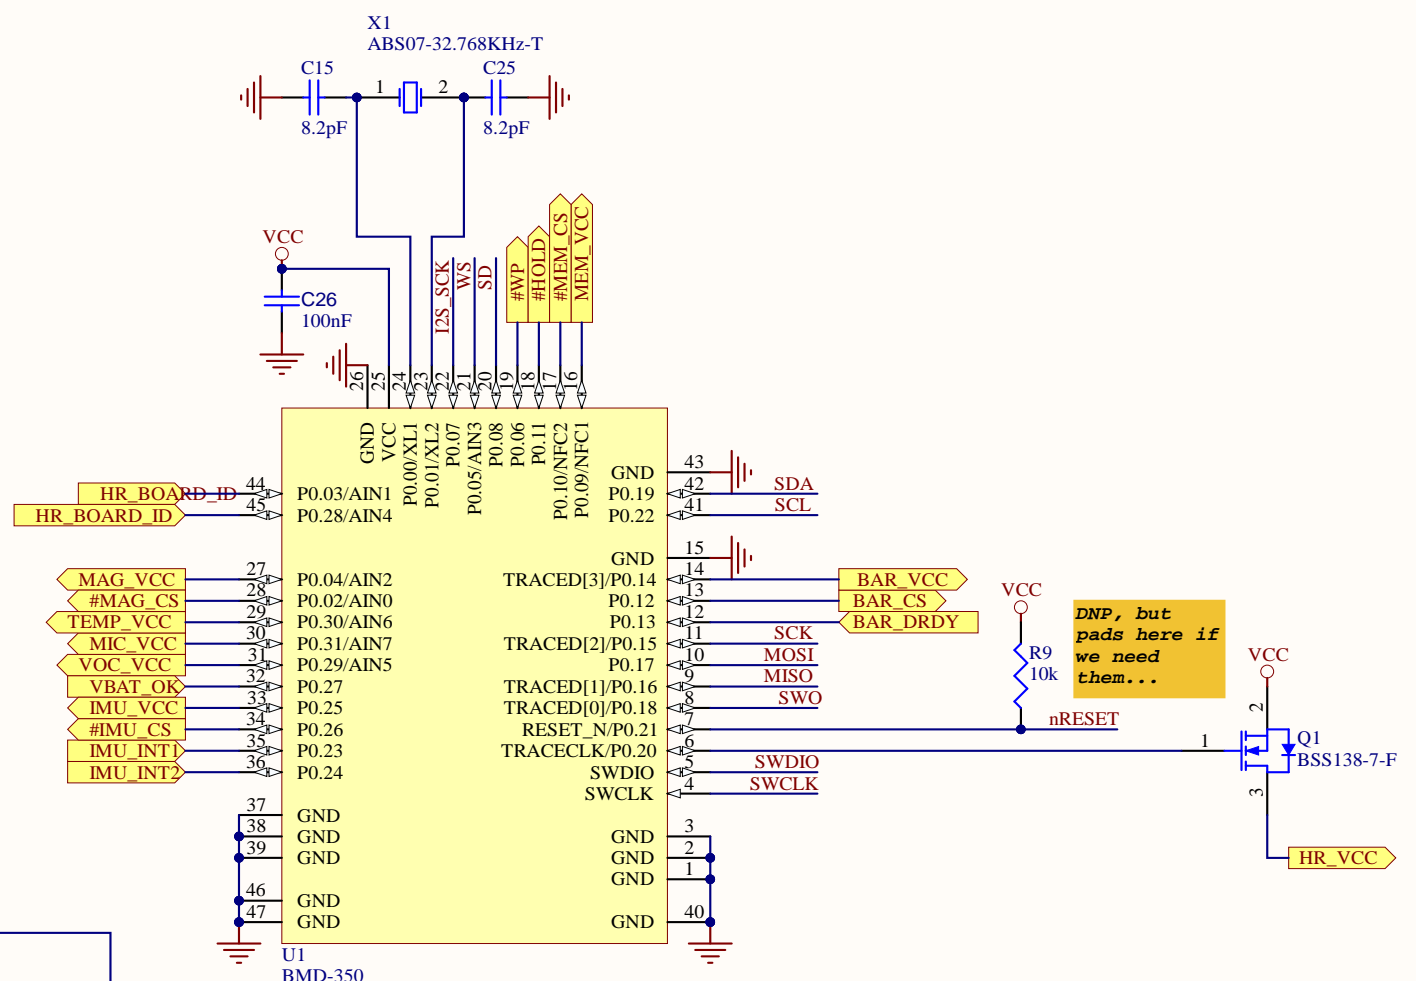 X1
ABS07-32.768KHz-T
C15
1
2
C25
8.2pF
8.2pF
VCC
C26
100nF
I2S_SCK
WS
SD
#WP
#HOLD
#MEM_CS
MEM_VCC
26
25
24
23
22
21
20
19
18
17
16
GND
VCC
P0.00/XL1
P0.01/XL2
P0.07
P0.05/AIN3
P0.08
P0.06
P0.11
P0.10/NFC2
P0.09/NFC1
HR_BOARD_ID 44 P0.03/AIN1
HR_BOARD_ID 45 P0.28/AIN4
MAG_VCC 27 P0.04/AIN2
#MAG_CS 28 P0.02/AIN0
TEMP_VCC 29 P0.30/AIN6
MIC_VCC 30 P0.31/AIN7
VOC_VCC 31 P0.29/AIN5
VBAT_OK 32 P0.27
IMU_VCC 33 P0.25
#IMU_CS 34 P0.26
IMU_INT1 35 P0.23
IMU_INT2 36 P0.24
37 GND
38 GND
39 GND
46 GND
47 GND
GND 43
P0.19 42 SDA
P0.22 41 SCL
GND 15
TRACED[3]/P0.14 14 BAR_VCC
P0.12 13 BAR_CS
P0.13 12 BAR_DRDY
TRACED[2]/P0.15 11 SCK
P0.17 10 MOSI
TRACED[1]/P0.16 9 MISO
TRACED[0]/P0.18 8 SWO
RESET_N/P0.21 7 nRESET
TRACECLK/P0.20 6
SWDIO 5 SWDIO
SWCLK 4 SWCLK
GND 3
GND 2
GND 1
GND 40
VCC
R9
10k
DNP, but
pads here if
we need
them...
VCC
2
1
Q1
BSS138-7-F
3
HR_VCC
U1
BMD-350